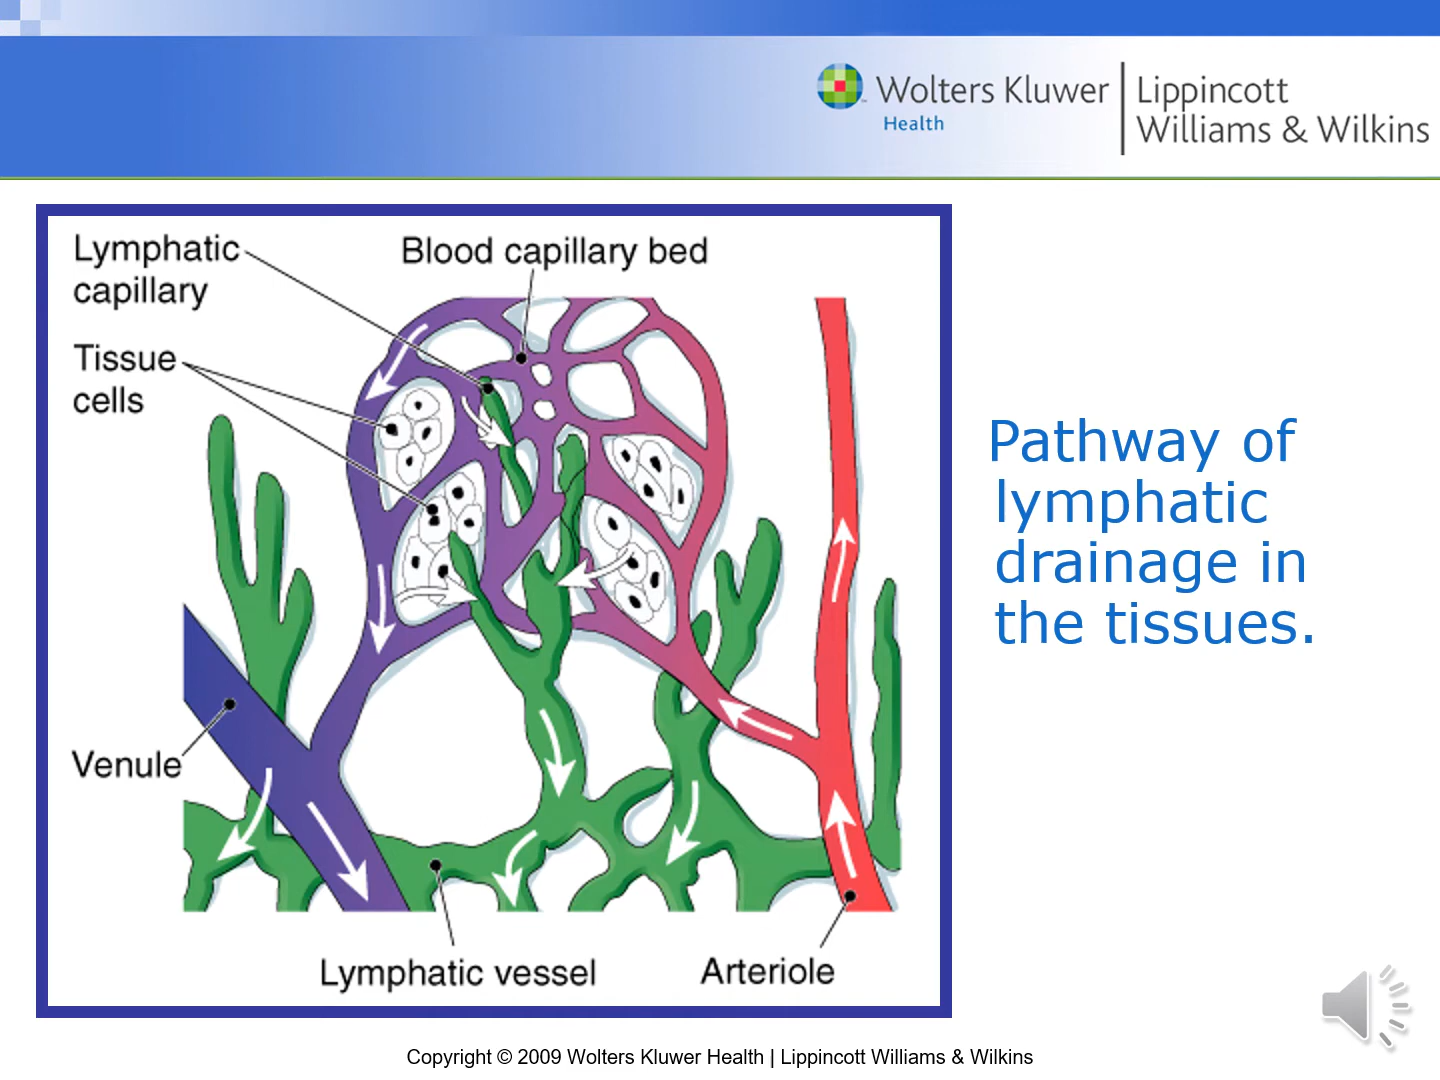 Wolters Kluwer
Health
Lippincott
Williams & Wilkins
Lymphatic
capillary
Blood capillary bed
Tissue
cells
Venule
Lymphatic vessel
Arteriole
Pathway of
lymphatic
drainage in
the tissues.
Copyright © 2009 Wolters Kluwer Health | Lippincott Williams & Wilkins